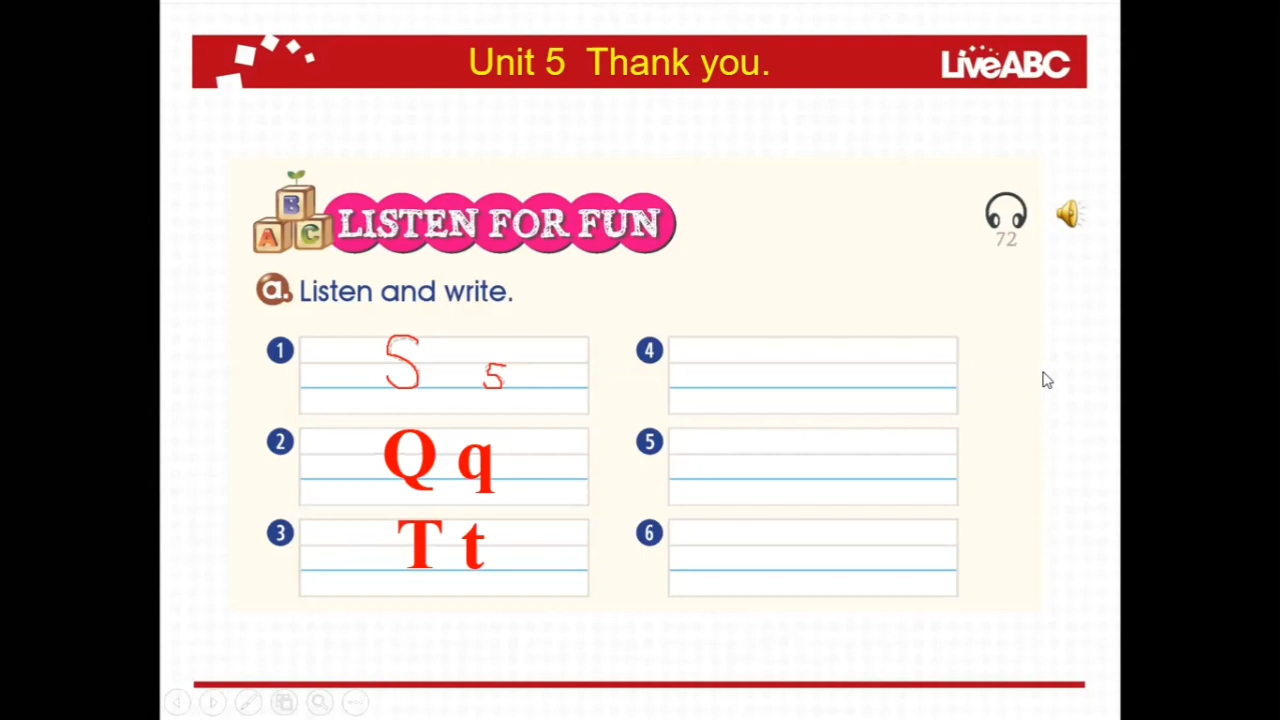 Unit 5 Thank you.
LiveABC
B
A C
LISTEN FOR FUN
72
a. Listen and write.
1 S s
2 Q q
3 T t
4
5
6